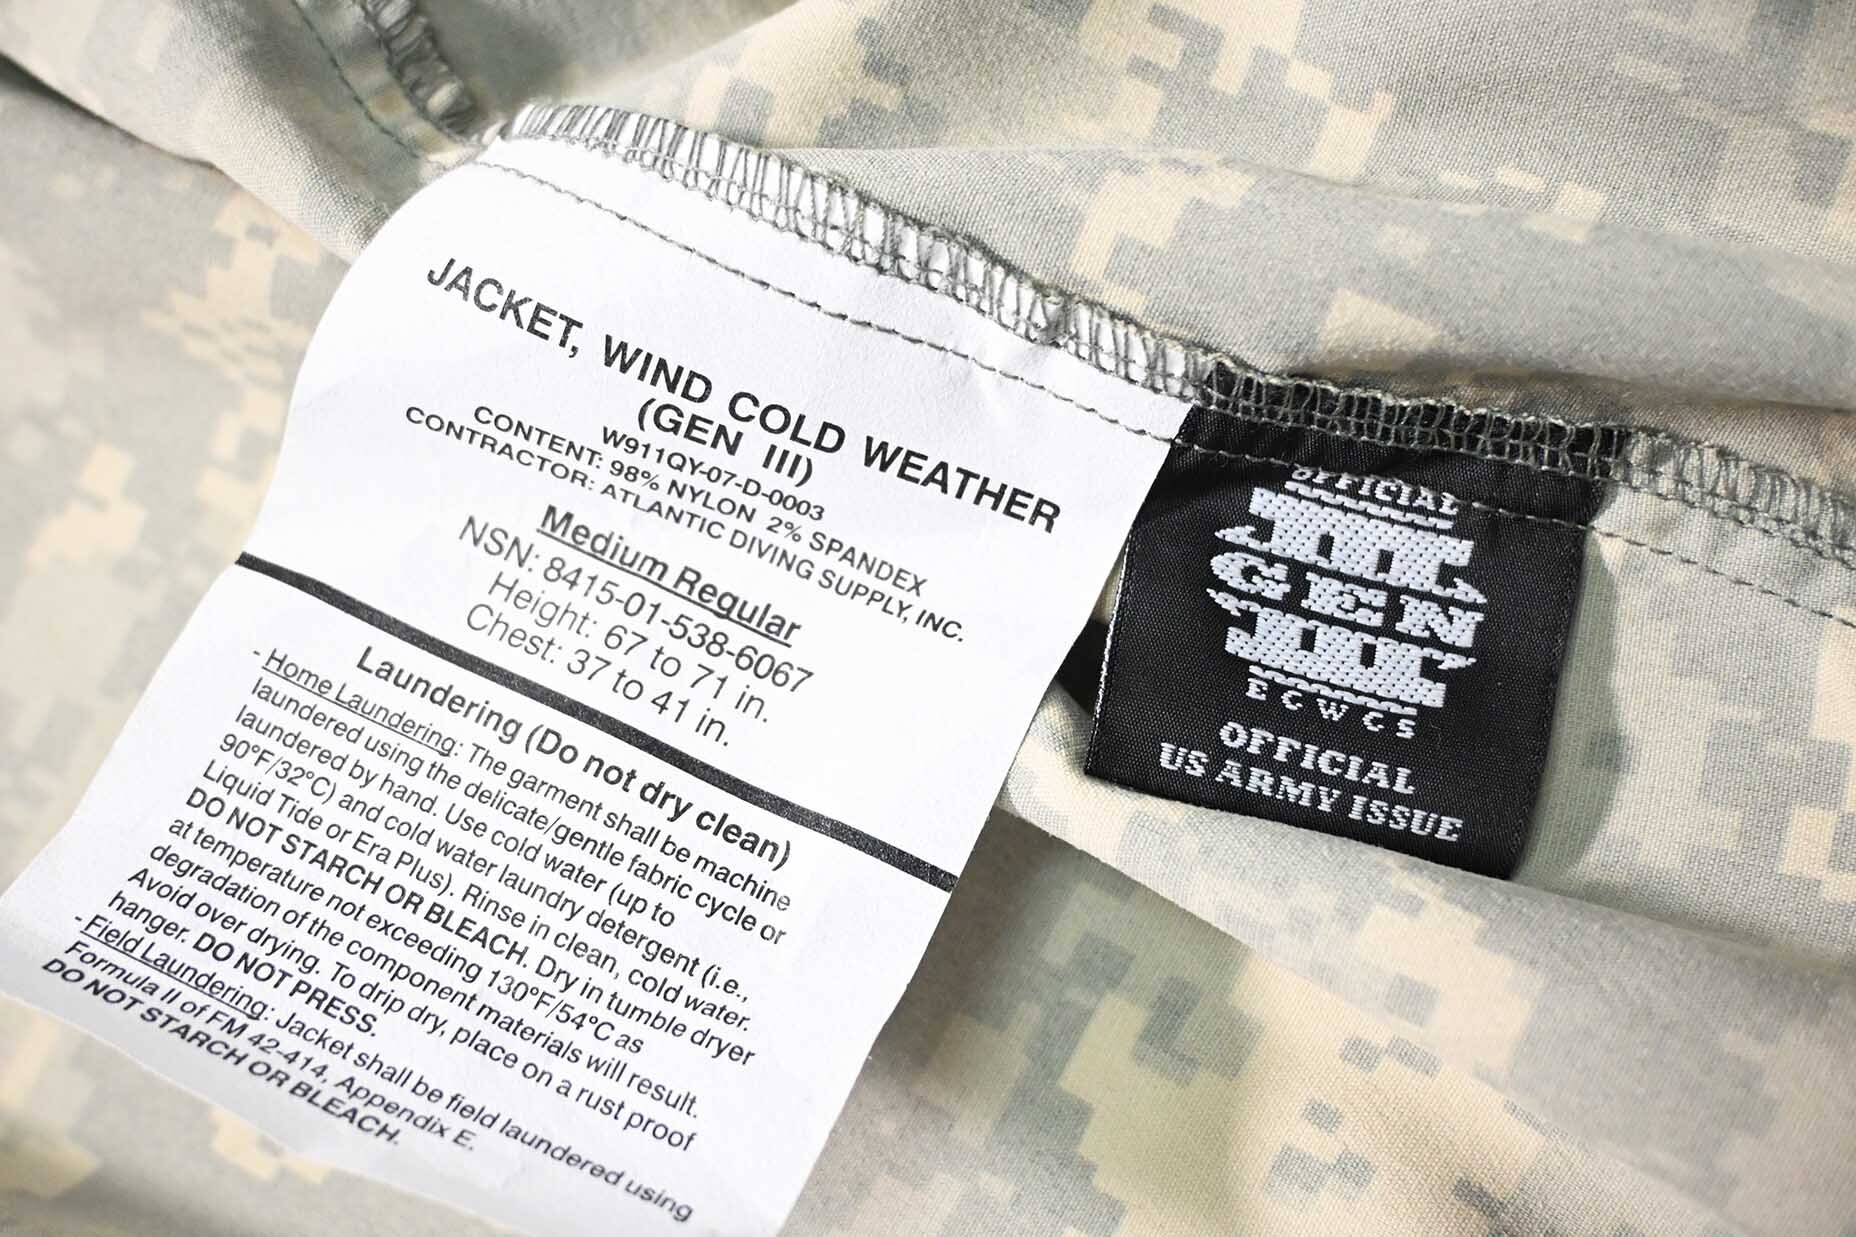 JACKET, WIND COLD WEATHER
(GEN III)
W911QY-07-D-0003
CONTENT: 98% NYLON 2% SPANDEX
CONTRACTOR: ATLANTIC DIVING SUPPLY, INC.
Medium Regular
NSN: 8415-01-538-6067
Height: 67 to 71 in.
Chest: 37 to 41 in.
Laundering (Do not dry clean)
- Home Laundering: The garment shall be machine
laundered using the delicate/gentle fabric cycle or
laundered by hand. Use cold water (up to
90°F/32°C) and cold water laundry detergent (i.e.,
Liquid Tide or Era Plus). Rinse in clean, cold water.
DO NOT STARCH OR BLEACH. Dry in tumble dryer
at temperature not exceeding 130°F/54°C as
degradation of the component materials will result.
Avoid over drying. To drip dry, place on a rust proof
hanger. DO NOT PRESS.
- Field Laundering: Jacket shall be field laundered using
Formula II of FM 42-414, Appendix E.
DO NOT STARCH OR BLEACH.
OFFICIAL
GEN
III
ECWCS
OFFICIAL
US ARMY ISSUE